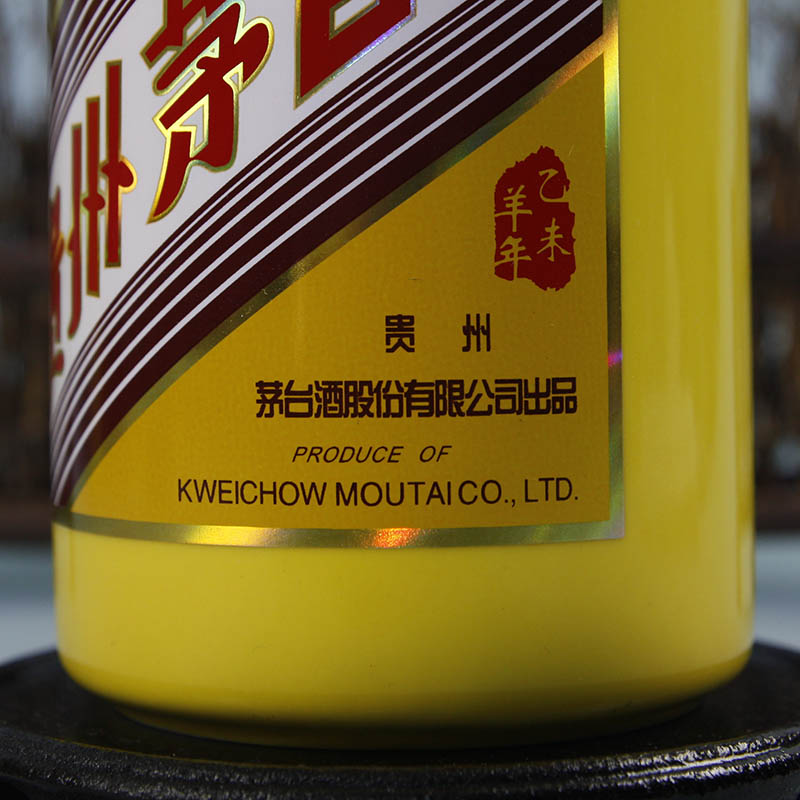 贵州茅台
乙未
羊年
贵州
茅台酒股份有限公司出品
PRODUCE OF
KWEICHOW MOUTAI CO., LTD.